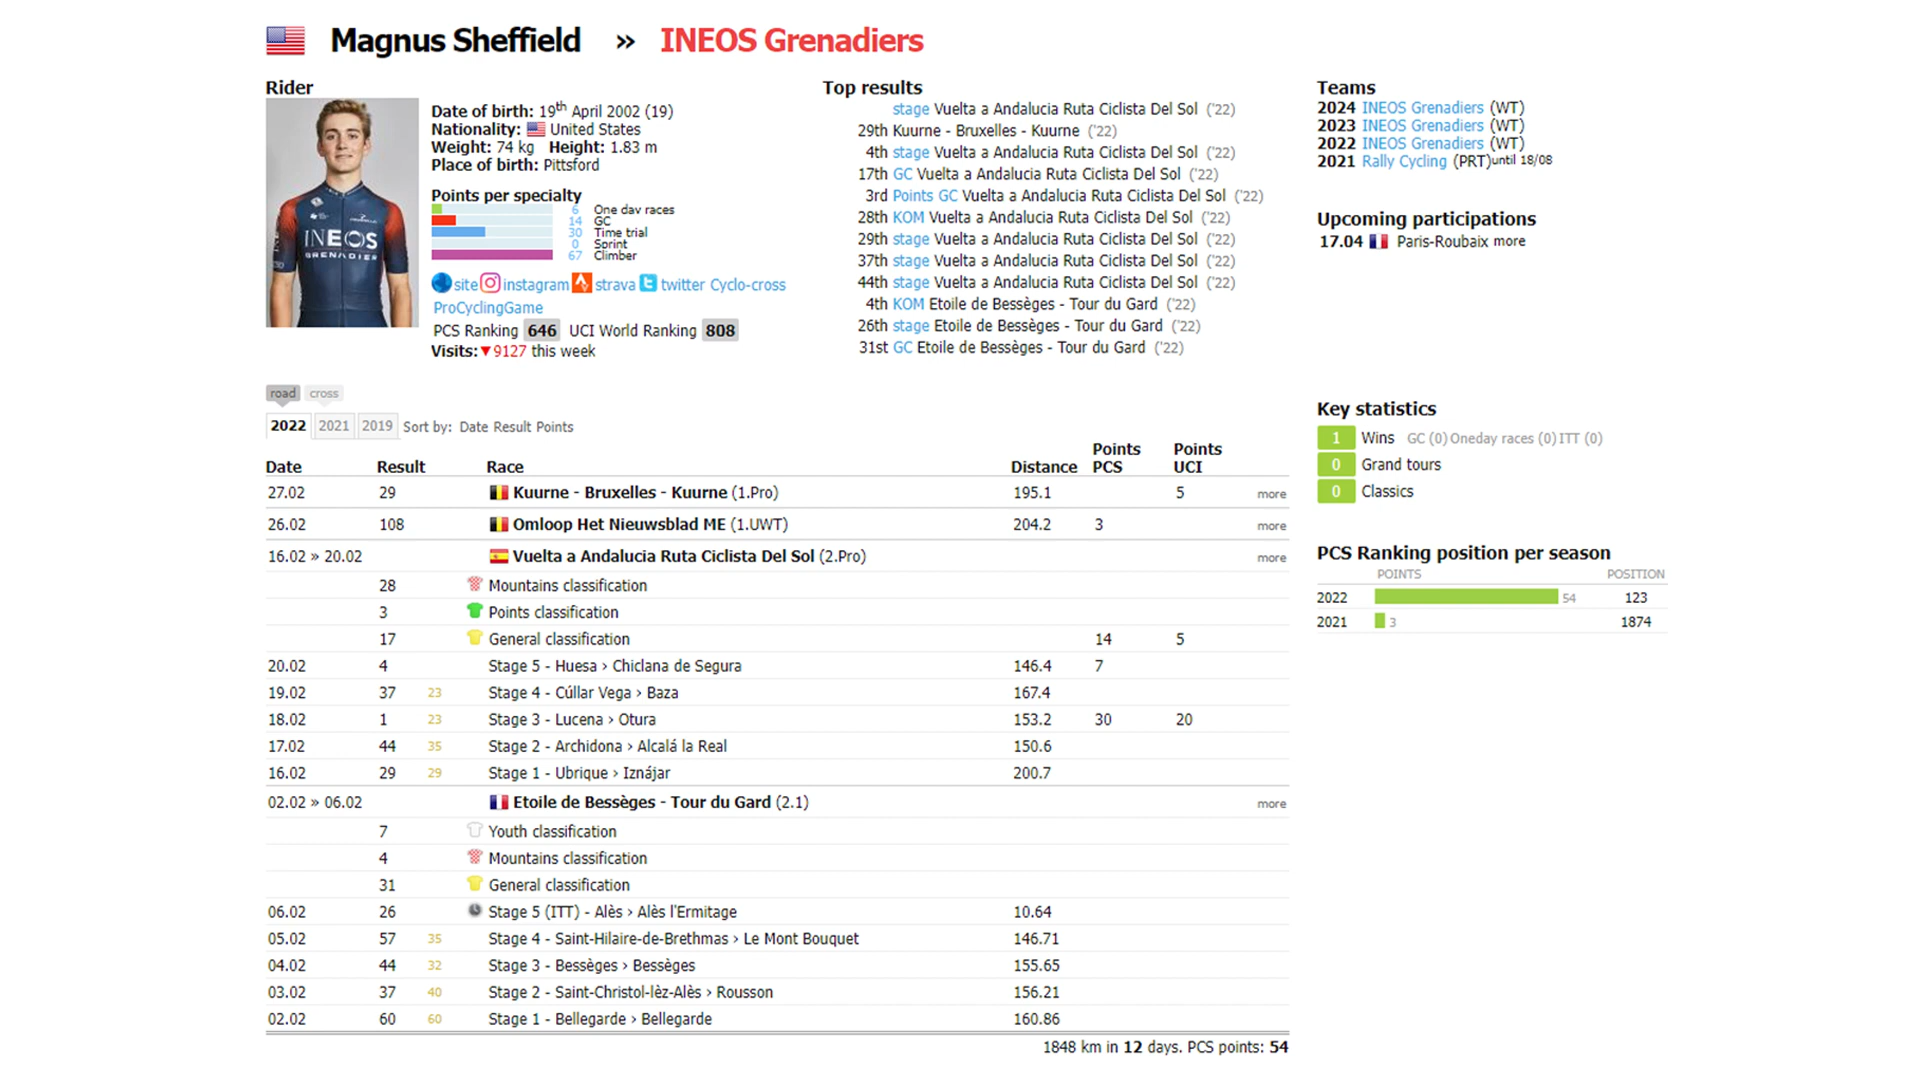 Magnus Sheffield » INEOS Grenadiers
Rider
INEOS
GRENADIER
Date of birth: 19th April 2002 (19)
Nationality: United States
Weight: 74 kg Height: 1.83 m
Place of birth: Pittsford
Points per specialty
6 One day races
14 GC
30 Time trial
0 Sprint
67 Climber
site instagram strava twitter Cyclo-cross
ProCyclingGame
PCS Ranking 646 UCI World Ranking 808
Visits: ▼9127 this week
Top results
stage Vuelta a Andalucia Ruta Ciclista Del Sol ('22)
29th Kuurne - Bruxelles - Kuurne ('22)
4th stage Vuelta a Andalucia Ruta Ciclista Del Sol ('22)
17th GC Vuelta a Andalucia Ruta Ciclista Del Sol ('22)
3rd Points GC Vuelta a Andalucia Ruta Ciclista Del Sol ('22)
28th KOM Vuelta a Andalucia Ruta Ciclista Del Sol ('22)
29th stage Vuelta a Andalucia Ruta Ciclista Del Sol ('22)
37th stage Vuelta a Andalucia Ruta Ciclista Del Sol ('22)
44th stage Vuelta a Andalucia Ruta Ciclista Del Sol ('22)
4th KOM Etoile de Bessèges - Tour du Gard ('22)
26th stage Etoile de Bessèges - Tour du Gard ('22)
31st GC Etoile de Bessèges - Tour du Gard ('22)
Teams
2024 INEOS Grenadiers (WT)
2023 INEOS Grenadiers (WT)
2022 INEOS Grenadiers (WT)
2021 Rally Cycling (PRT)until 18/08
Upcoming participations
17.04 Paris-Roubaix more
road cross
2022 2021 2019 Sort by: Date Result Points
Date Result Race Distance Points PCS Points UCI
27.02 29 Kuurne - Bruxelles - Kuurne (1.Pro) 195.1 5 more
26.02 108 Omloop Het Nieuwsblad ME (1.UWT) 204.2 3 more
16.02 » 20.02 Vuelta a Andalucia Ruta Ciclista Del Sol (2.Pro) more
28 Mountains classification
3 Points classification
17 General classification 14 5
20.02 4 Stage 5 - Huesa › Chiclana de Segura 146.4 7
19.02 37 23 Stage 4 - Cúllar Vega › Baza 167.4
18.02 1 23 Stage 3 - Lucena › Otura 153.2 30 20
17.02 44 35 Stage 2 - Archidona › Alcalá la Real 150.6
16.02 29 29 Stage 1 - Ubrique › Iznájar 200.7
02.02 » 06.02 Etoile de Bessèges - Tour du Gard (2.1) more
7 Youth classification
4 Mountains classification
31 General classification
06.02 26 Stage 5 (ITT) - Alès › Alès l'Ermitage 10.64
05.02 57 35 Stage 4 - Saint-Hilaire-de-Brethmas › Le Mont Bouquet 146.71
04.02 44 32 Stage 3 - Bessèges › Bessèges 155.65
03.02 37 40 Stage 2 - Saint-Christol-lèz-Alès › Rousson 156.21
02.02 60 60 Stage 1 - Bellegarde › Bellegarde 160.86
1848 km in 12 days. PCS points: 54
Key statistics
1 Wins GC (0) Oneday races (0) ITT (0)
0 Grand tours
0 Classics
PCS Ranking position per season
POINTS POSITION
2022 54 123
2021 3 1874